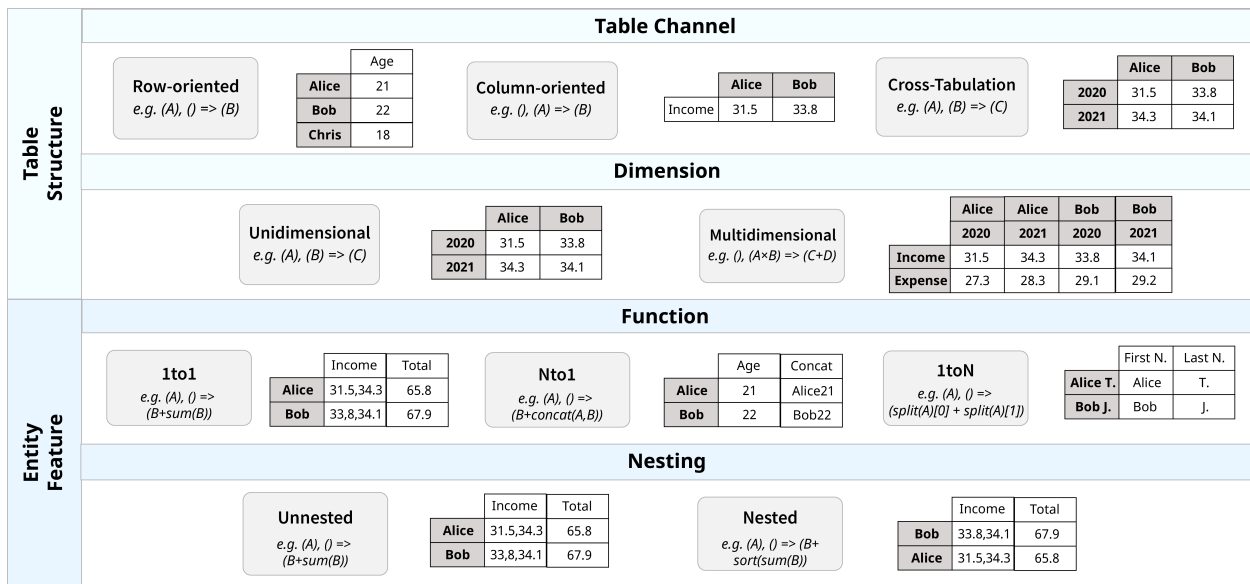 Table Channel
Table
Structure
Row-oriented
e.g. (A), () => (B)
Age
Alice 21
Bob 22
Chris 18
Column-oriented
e.g. (), (A) => (B)
Alice Bob
Income 31.5 33.8
Cross-Tabulation
e.g. (A), (B) => (C)
Alice Bob
2020 31.5 33.8
2021 34.3 34.1
Dimension
Unidimensional
e.g. (A), (B) => (C)
Alice Bob
2020 31.5 33.8
2021 34.3 34.1
Multidimensional
e.g. (), (A×B) => (C+D)
Alice Alice Bob Bob
2020 2021 2020 2021
Income 31.5 34.3 33.8 34.1
Expense 27.3 28.3 29.1 29.2
Entity
Feature
Function
1to1
e.g. (A), () =>
(B+sum(B))
Income Total
Alice 31.5,34.3 65.8
Bob 33,8,34.1 67.9
Nto1
e.g. (A), () =>
(B+concat(A,B))
Age Concat
Alice 21 Alice21
Bob 22 Bob22
1toN
e.g. (A), () =>
(split(A)[0] + split(A)[1])
First N. Last N.
Alice T. Alice T.
Bob J. Bob J.
Nesting
Unnested
e.g. (A), () =>
(B+sum(B))
Income Total
Alice 31.5,34.3 65.8
Bob 33,8,34.1 67.9
Nested
e.g. (A), () => (B+
sort(sum(B))
Income Total
Bob 33.8,34.1 67.9
Alice 31.5,34.3 65.8